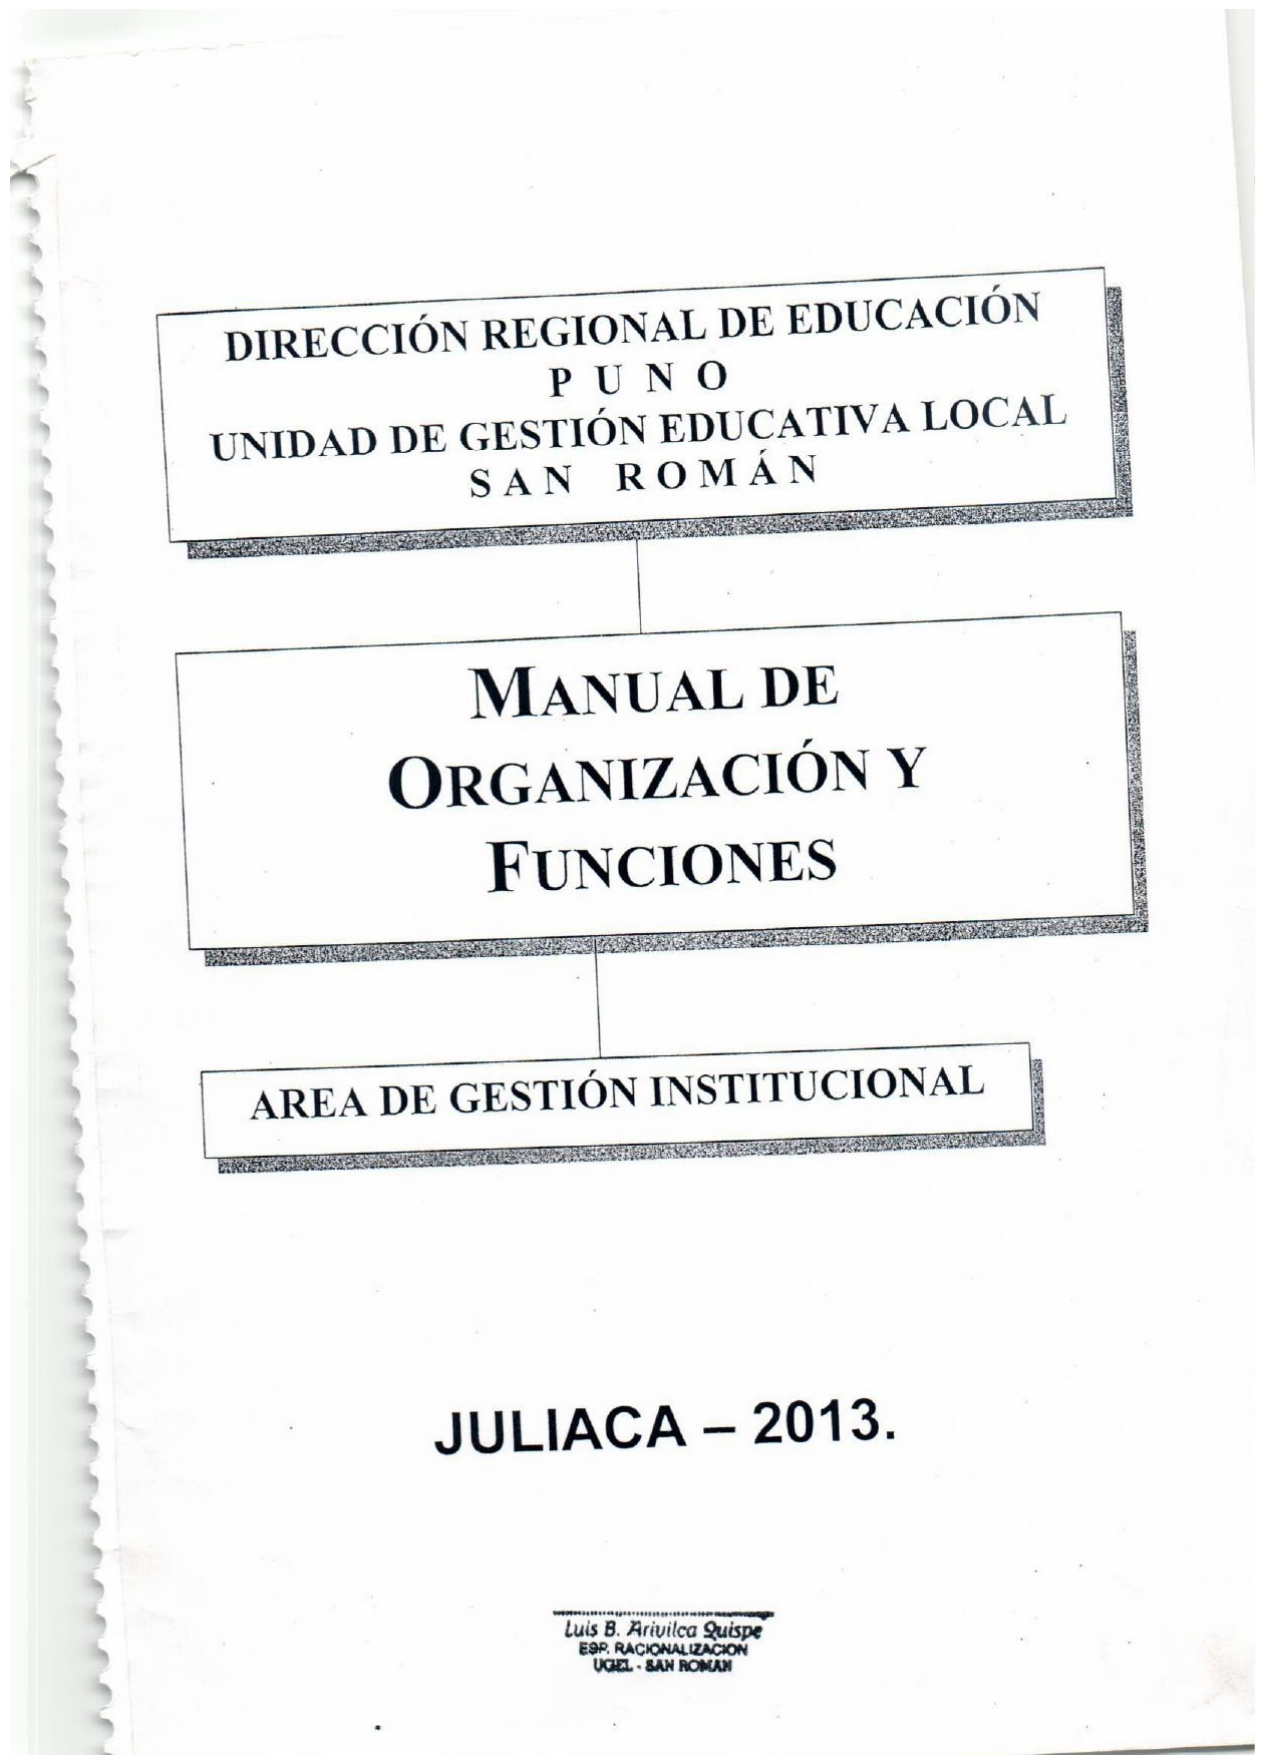 DIRECCIÓN REGIONAL DE EDUCACIÓN
P U N O
UNIDAD DE GESTIÓN EDUCATIVA LOCAL
S A N R O M Á N
MANUAL DE
ORGANIZACIÓN Y
FUNCIONES
AREA DE GESTIÓN INSTITUCIONAL
JULIACA – 2013.
Luis B. Arivilca Quispe
ESP. RACIONALIZACION
UGEL - SAN ROMAN